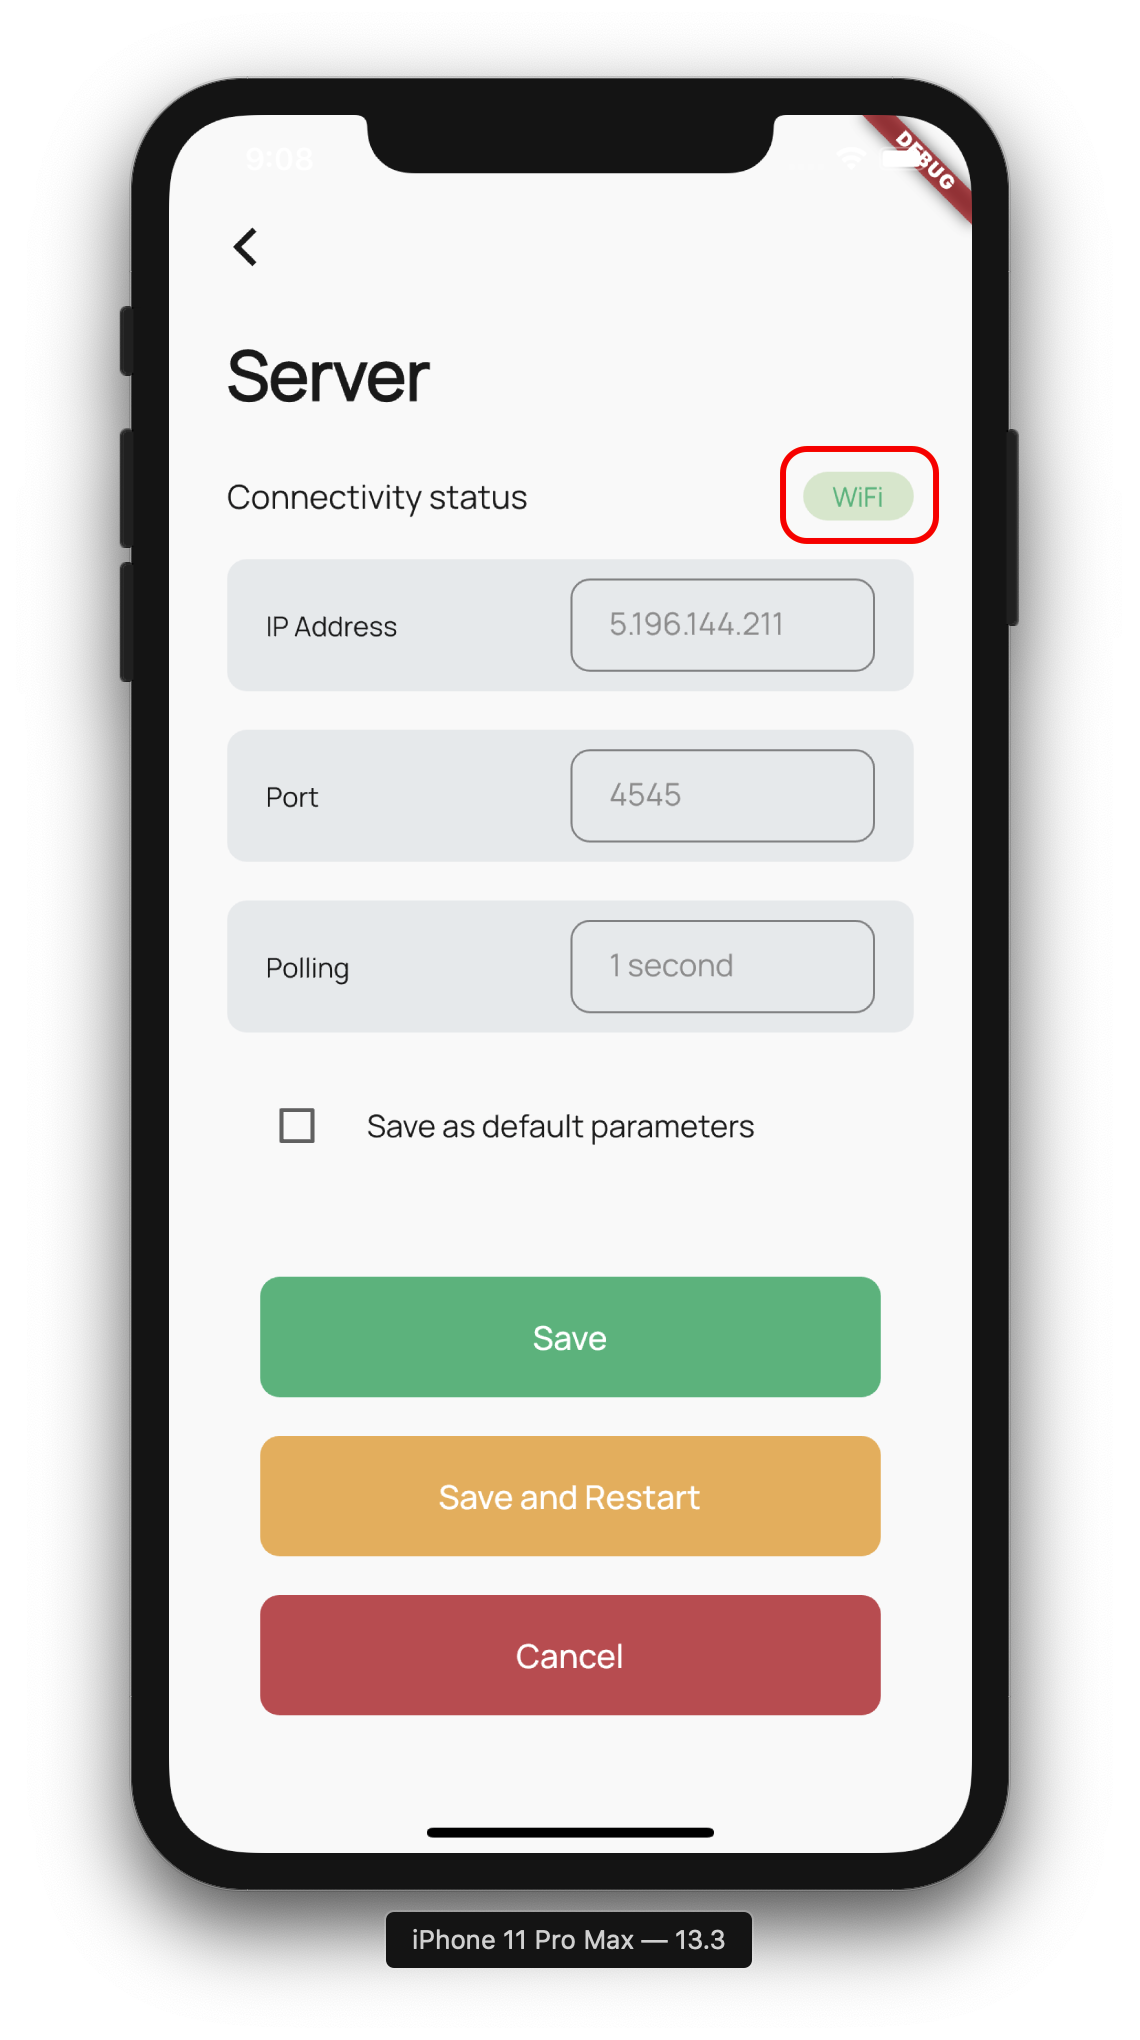 9:08
DEBUG
Server
Connectivity status
WiFi
IP Address
5.196.144.211
Port
4545
Polling
1 second
Save as default parameters
Save
Save and Restart
Cancel
iPhone 11 Pro Max — 13.3